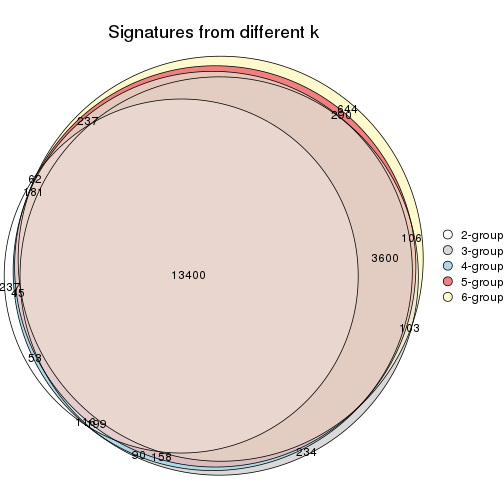 Signatures from different k
644
237
62
181
106
3600
13400
237
45
103
53
234
90
158
2-group
3-group
4-group
5-group
6-group